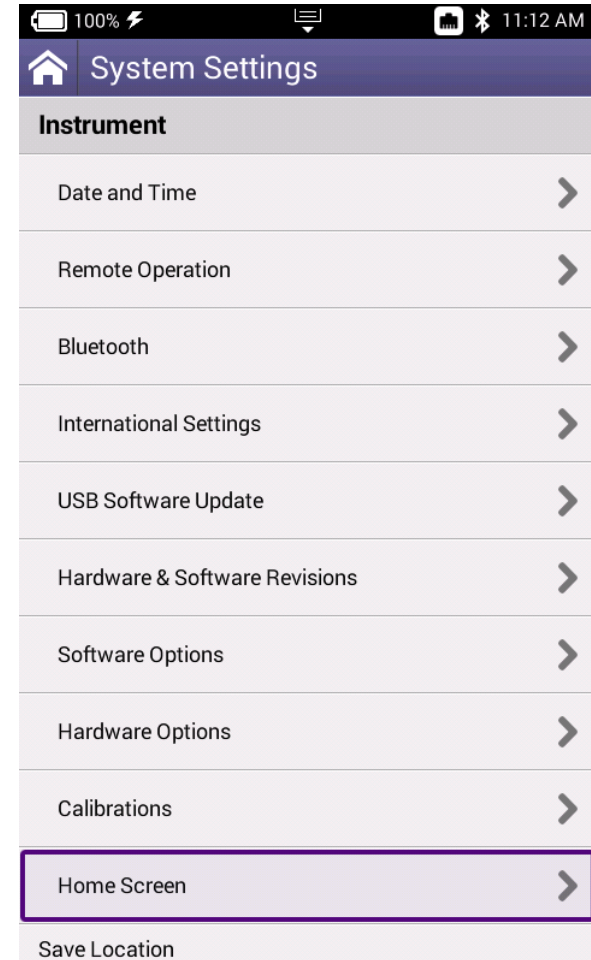 100% 11:12 AM
System Settings
Instrument
Date and Time
Remote Operation
Bluetooth
International Settings
USB Software Update
Hardware & Software Revisions
Software Options
Hardware Options
Calibrations
Home Screen
Save Location